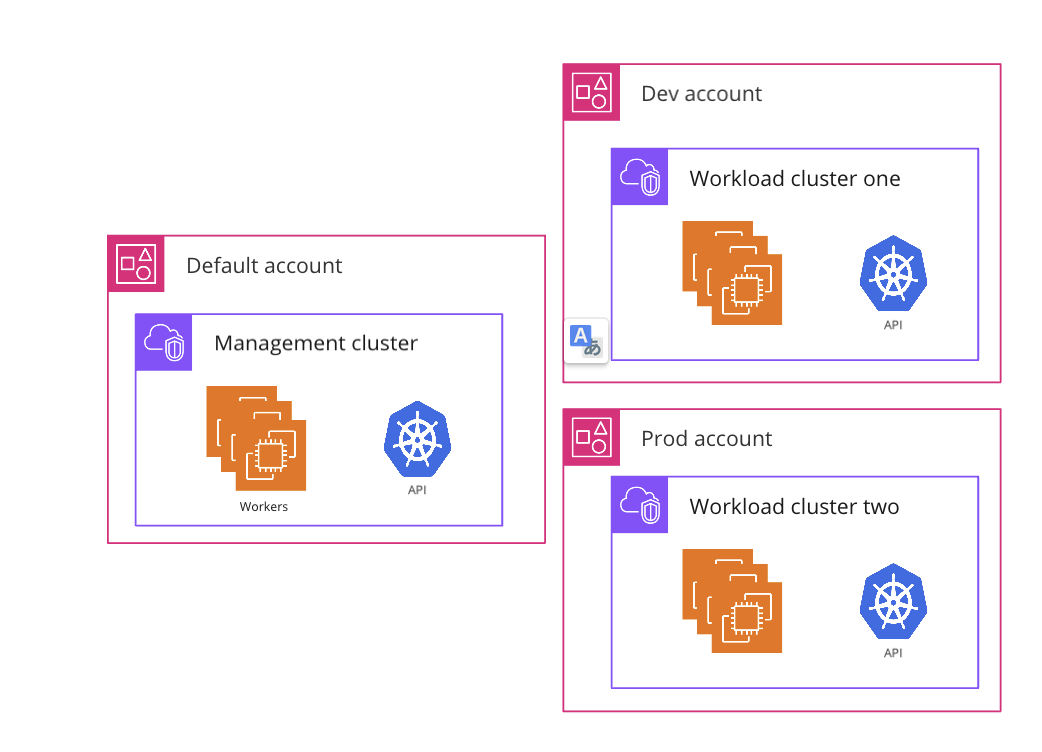 Dev account
Workload cluster one
API
Default account
Management cluster
API
Workers
A
あ
Prod account
Workload cluster two
API